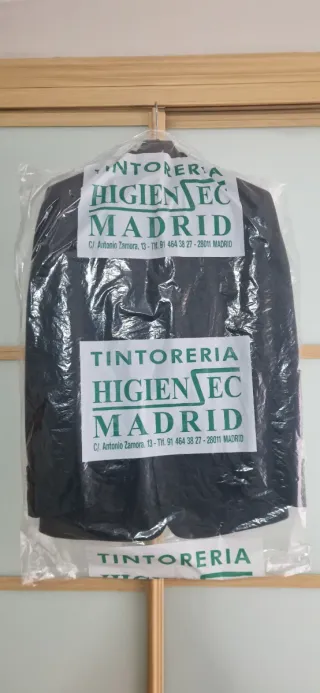 TINTORERIA
HIGIENSEC
MADRID
C/ Antonio Zamora, 13 - Tlf. 91 464 38 27 - 28011 MADRID
TINTORERIA
HIGIENSEC
MADRID
C/ Antonio Zamora, 13 - Tlf. 91 464 38 27 - 28011 MADRID
TINTORERIA
HIGIENSEC